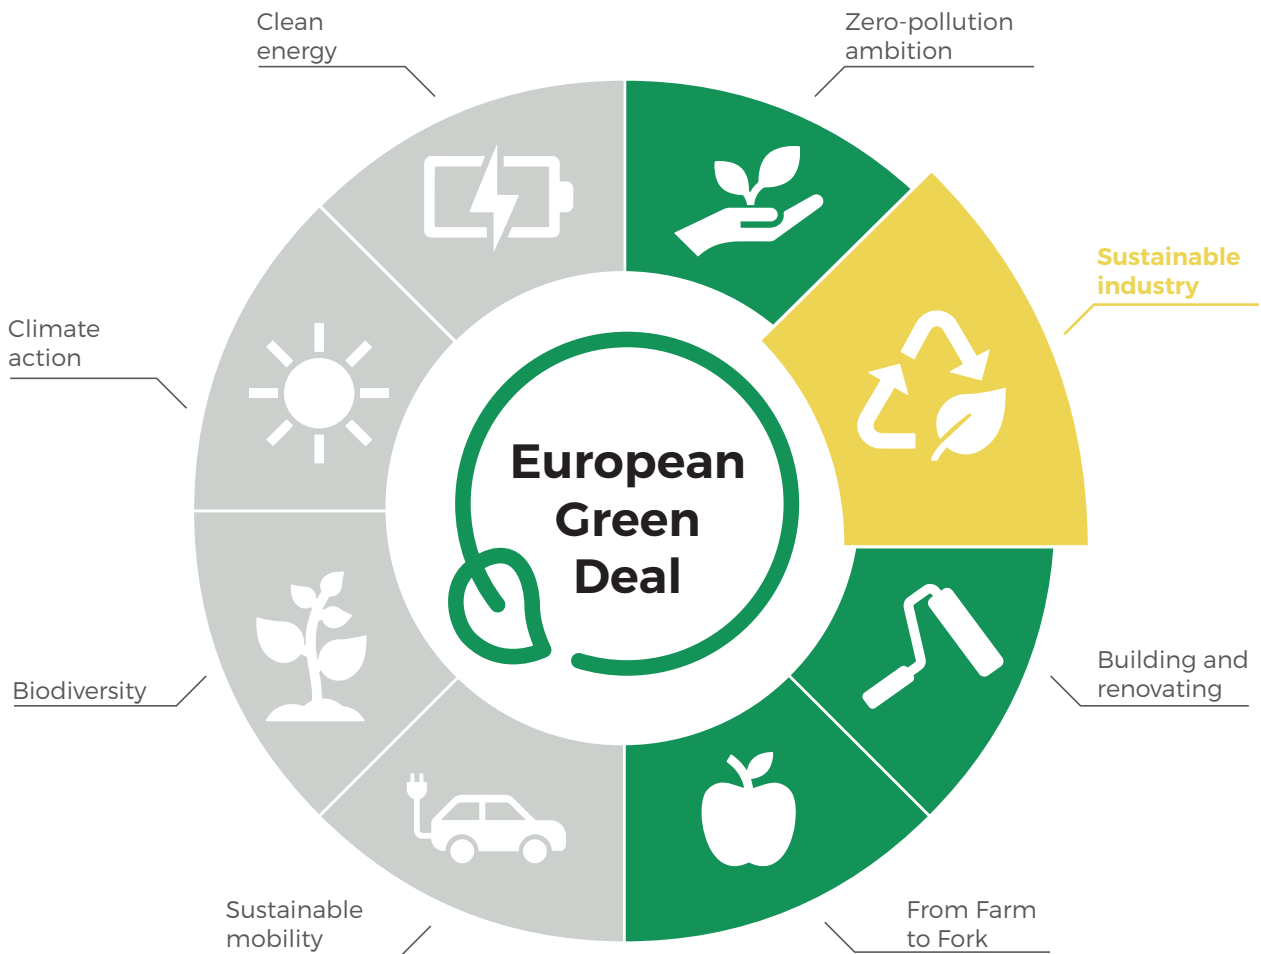 Clean
energy
Zero-pollution
ambition
Sustainable
industry
Climate
action
European
Green
Deal
Building and
renovating
Biodiversity
Sustainable
mobility
From Farm
to Fork